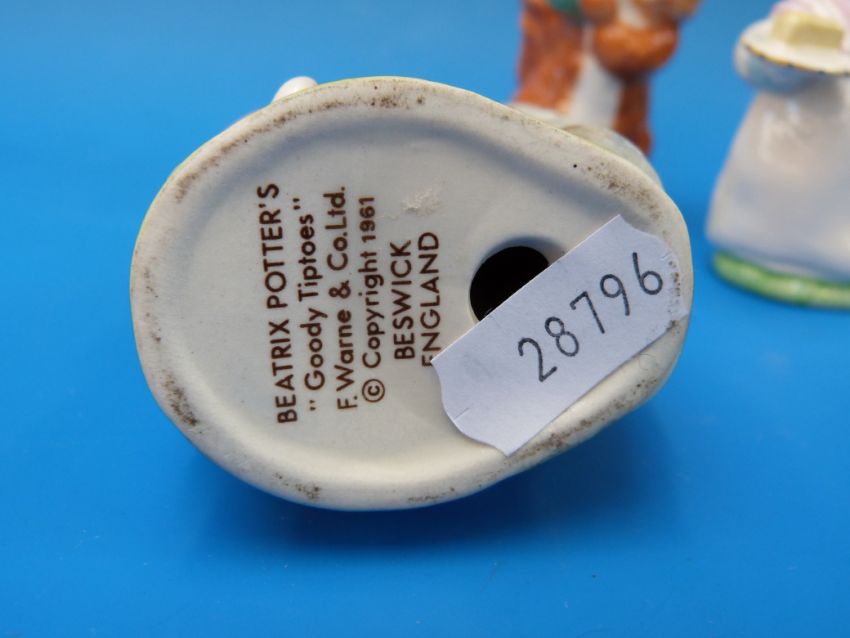 BEATRIX POTTER'S
"Goody Tiptoes"
F. Warne & Co. Ltd.
© Copyright 1961
BESWICK
ENGLAND
28796